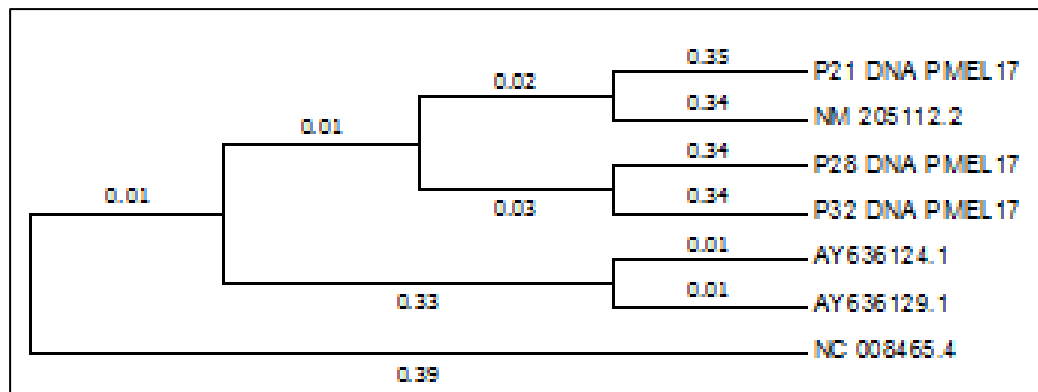 0.35
P21 DNA PMEL17
0.02
0.34
NM 205112.2
0.01
0.34
P28 DNA PMEL17
0.01
0.03
0.34
P32 DNA PMEL17
0.01
AY636124.1
0.33
0.01
AY636129.1
NC 008465.4
0.39